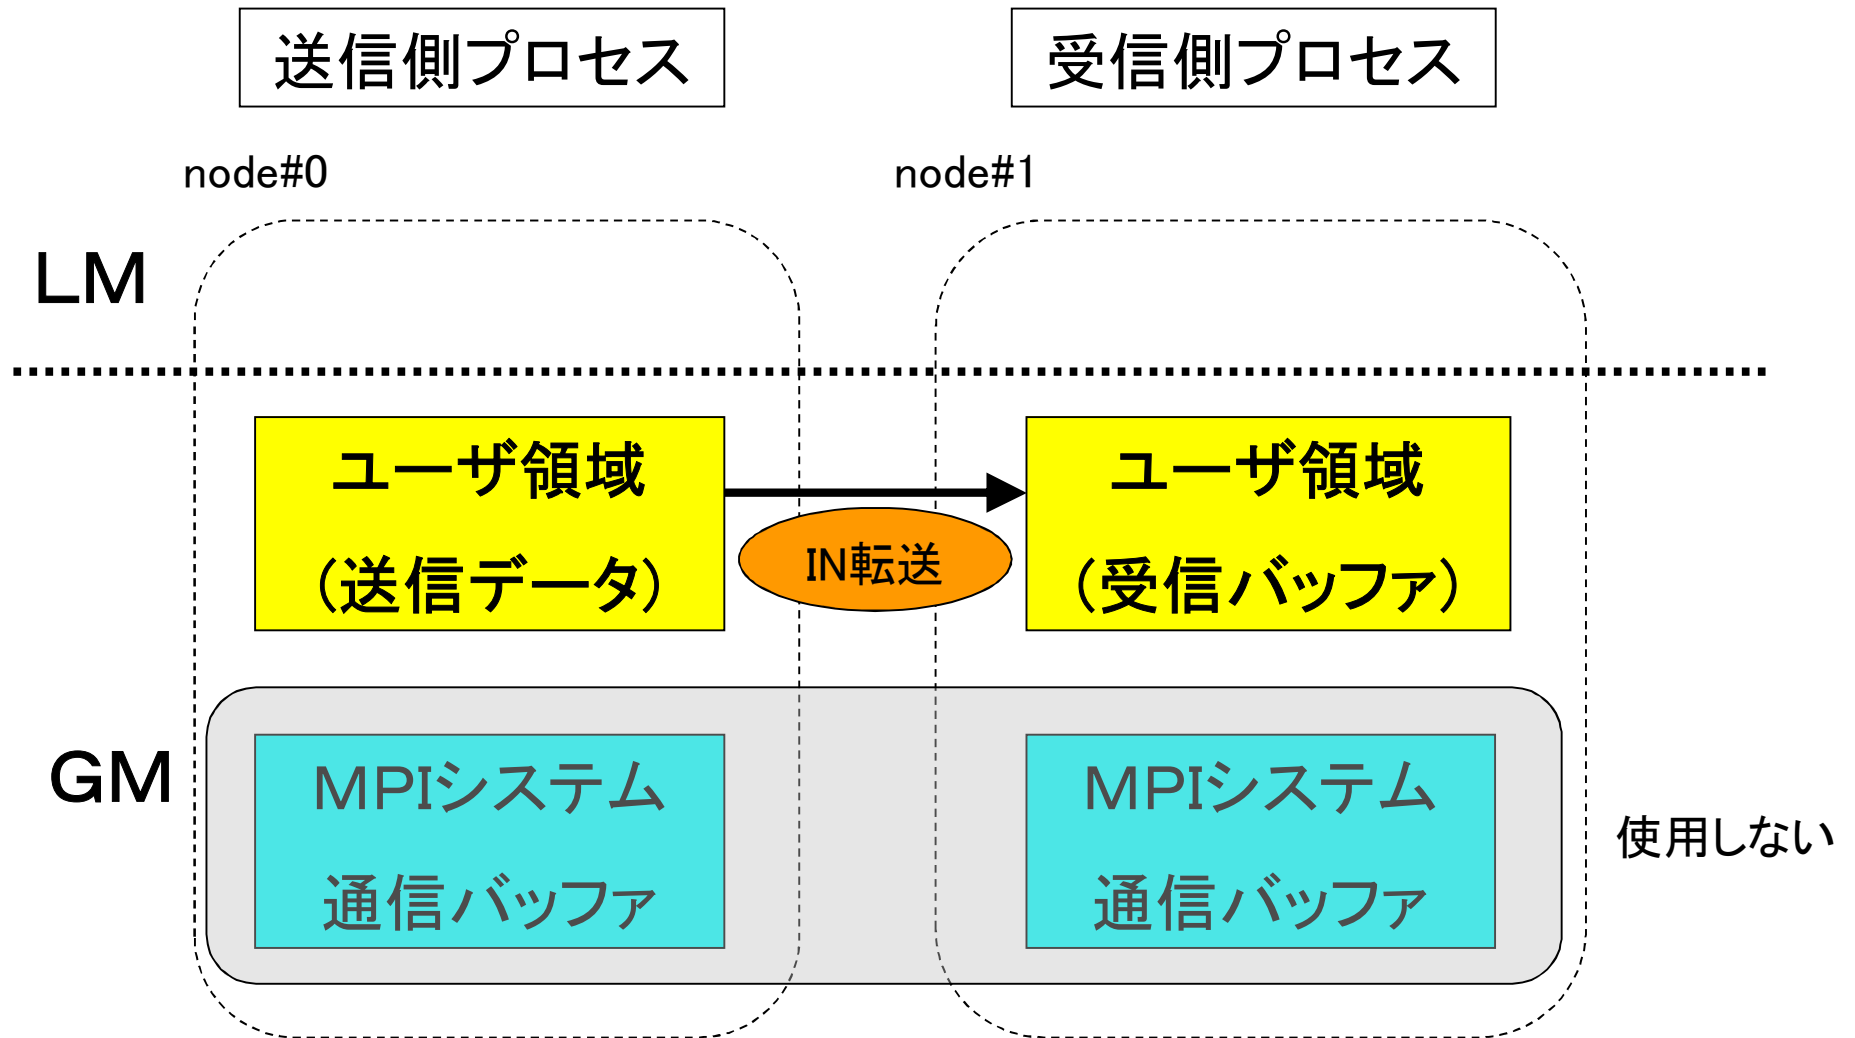 送信側プロセス
受信側プロセス
node#0
node#1
LM
ユーザ領域
(送信データ)
IN転送
ユーザ領域
(受信バッファ)
GM
MPIシステム
通信バッファ
MPIシステム
通信バッファ
使用しない